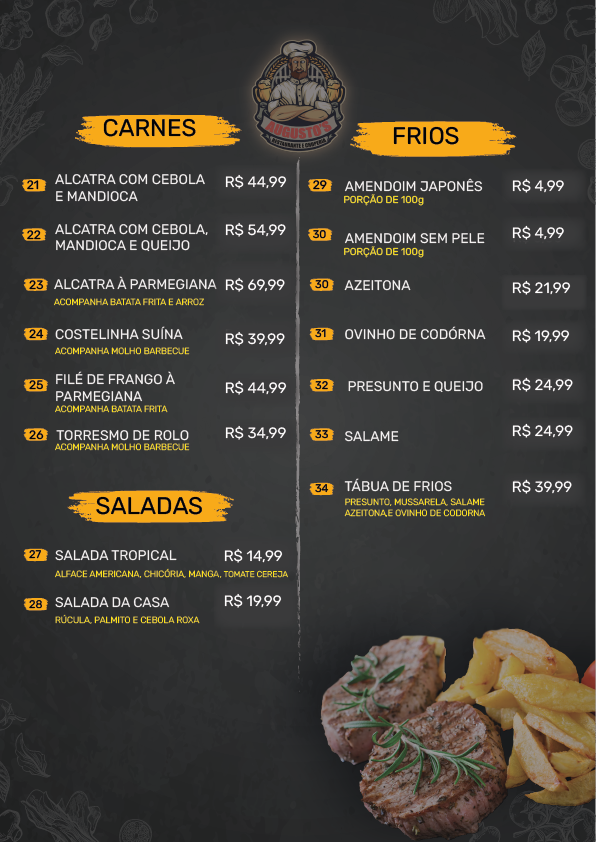 AUGUSTO'S
RESTAURANTE E CHOPERIA
CARNES
21 ALCATRA COM CEBOLA R$ 44,99
E MANDIOCA
22 ALCATRA COM CEBOLA, R$ 54,99
MANDIOCA E QUEIJO
23 ALCATRA À PARMEGIANA R$ 69,99
ACOMPANHA BATATA FRITA E ARROZ
24 COSTELINHA SUÍNA R$ 39,99
ACOMPANHA MOLHO BARBECUE
25 FILÉ DE FRANGO À R$ 44,99
PARMEGIANA
ACOMPANHA BATATA FRITA
26 TORRESMO DE ROLO R$ 34,99
ACOMPANHA MOLHO BARBECUE
SALADAS
27 SALADA TROPICAL R$ 14,99
ALFACE AMERICANA, CHICÓRIA, MANGA, TOMATE CEREJA
28 SALADA DA CASA R$ 19,99
RÚCULA, PALMITO E CEBOLA ROXA
FRIOS
29 AMENDOIM JAPONÊS R$ 4,99
PORÇÃO DE 100g
30 AMENDOIM SEM PELE R$ 4,99
PORÇÃO DE 100g
30 AZEITONA R$ 21,99
31 OVINHO DE CODÓRNA R$ 19,99
32 PRESUNTO E QUEIJO R$ 24,99
33 SALAME R$ 24,99
34 TÁBUA DE FRIOS R$ 39,99
PRESUNTO, MUSSARELA, SALAME
AZEITONA,E OVINHO DE CODORNA